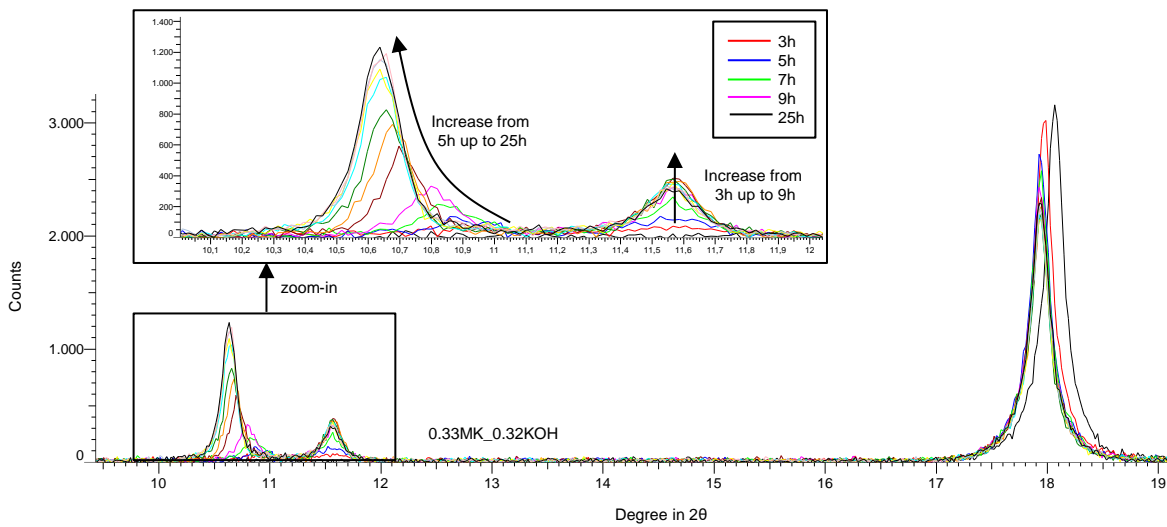 1.400
1.200
1.000
800
600
400
200
0
10,1 10,2 10,3 10,4 10,5 10,6 10,7 10,8 10,9 11 11,1 11,2 11,3 11,4 11,5 11,6 11,7 11,8 11,9 12
Increase from
5h up to 25h
Increase from
3h up to 9h
3h
5h
7h
9h
25h
zoom-in
0.33MK_0.32KOH
Counts
3.000
2.000
1.000
0
10 11 12 13 14 15 16 17 18 19
Degree in 2θ